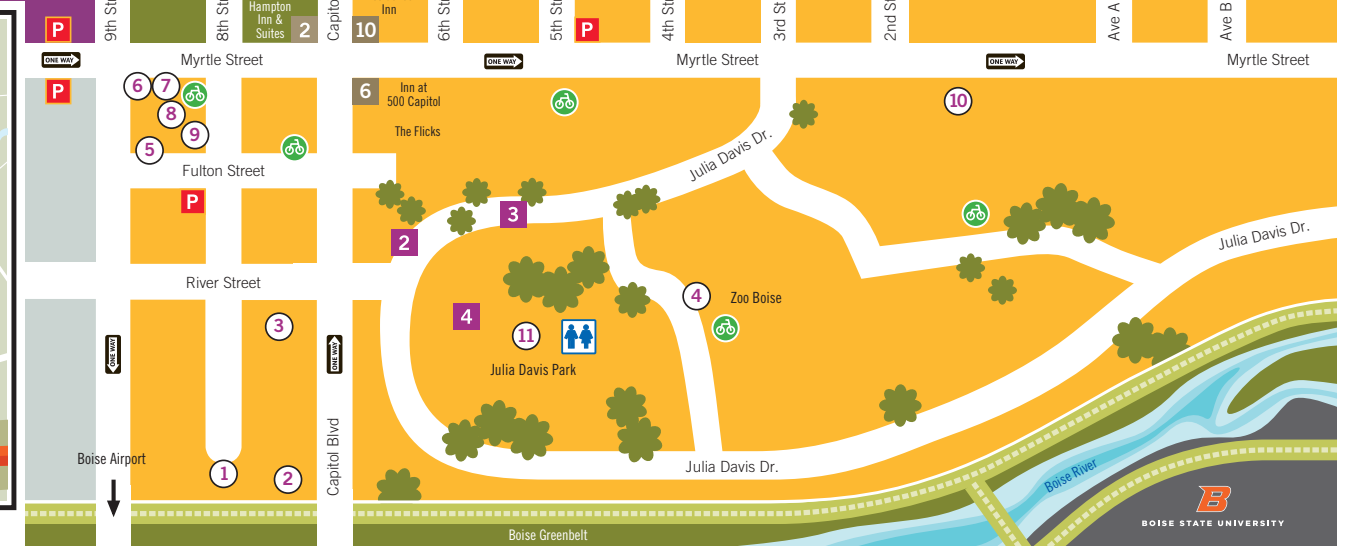 P
9th St
8th St
Hampton
Inn &
Suites
2
Inn
10
6th St
5th St
P
4th St
3rd St
2nd St
Ave A
Ave B
ONE WAY
Myrtle Street
ONE WAY
Myrtle Street
ONE WAY
Myrtle Street
P
6
7
8
9
5
6
Inn at
500 Capitol
The Flicks
10
Julia Davis Dr.
Fulton Street
P
3
2
Julia Davis Dr.
River Street
4
Zoo Boise
4
3
11
Julia Davis Park
ONE WAY
ONE WAY
Capitol Blvd
Boise Airport
1
2
Julia Davis Dr.
Boise River
B
BOISE STATE UNIVERSITY
Boise Greenbelt